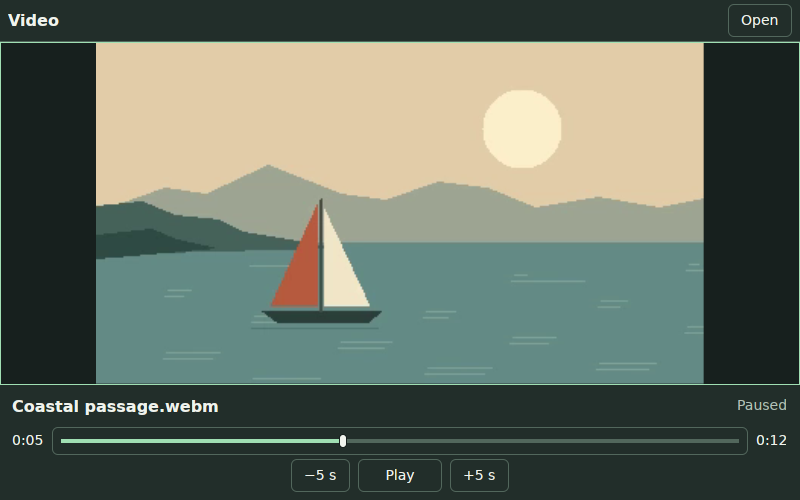 Video
Open
Coastal passage.webm
Paused
0:05
0:12
−5 s
Play
+5 s